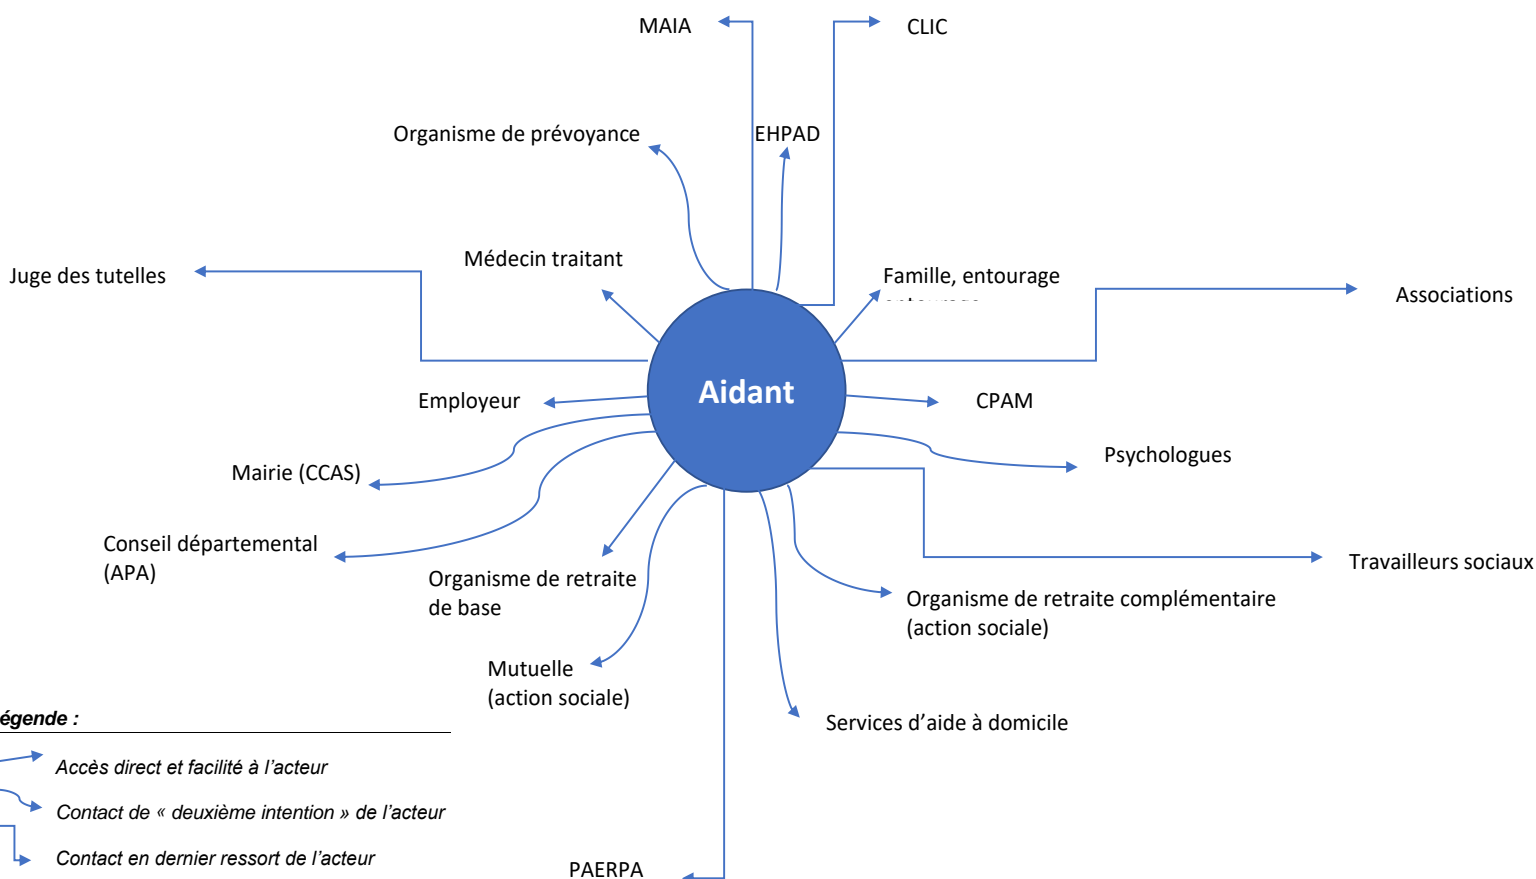 MAIA
CLIC
Organisme de prévoyance
EHPAD
Médecin traitant
Famille, entourage
Juge des tutelles
Associations
Aidant
Employeur
CPAM
Psychologues
Mairie (CCAS)
Conseil départemental
(APA)
Travailleurs sociaux
Organisme de retraite
de base
Organisme de retraite complémentaire
(action sociale)
Mutuelle
(action sociale)
Services d’aide à domicile
égende :
Accès direct et facilité à l’acteur
Contact de « deuxième intention » de l’acteur
Contact en dernier ressort de l’acteur
PAERPA